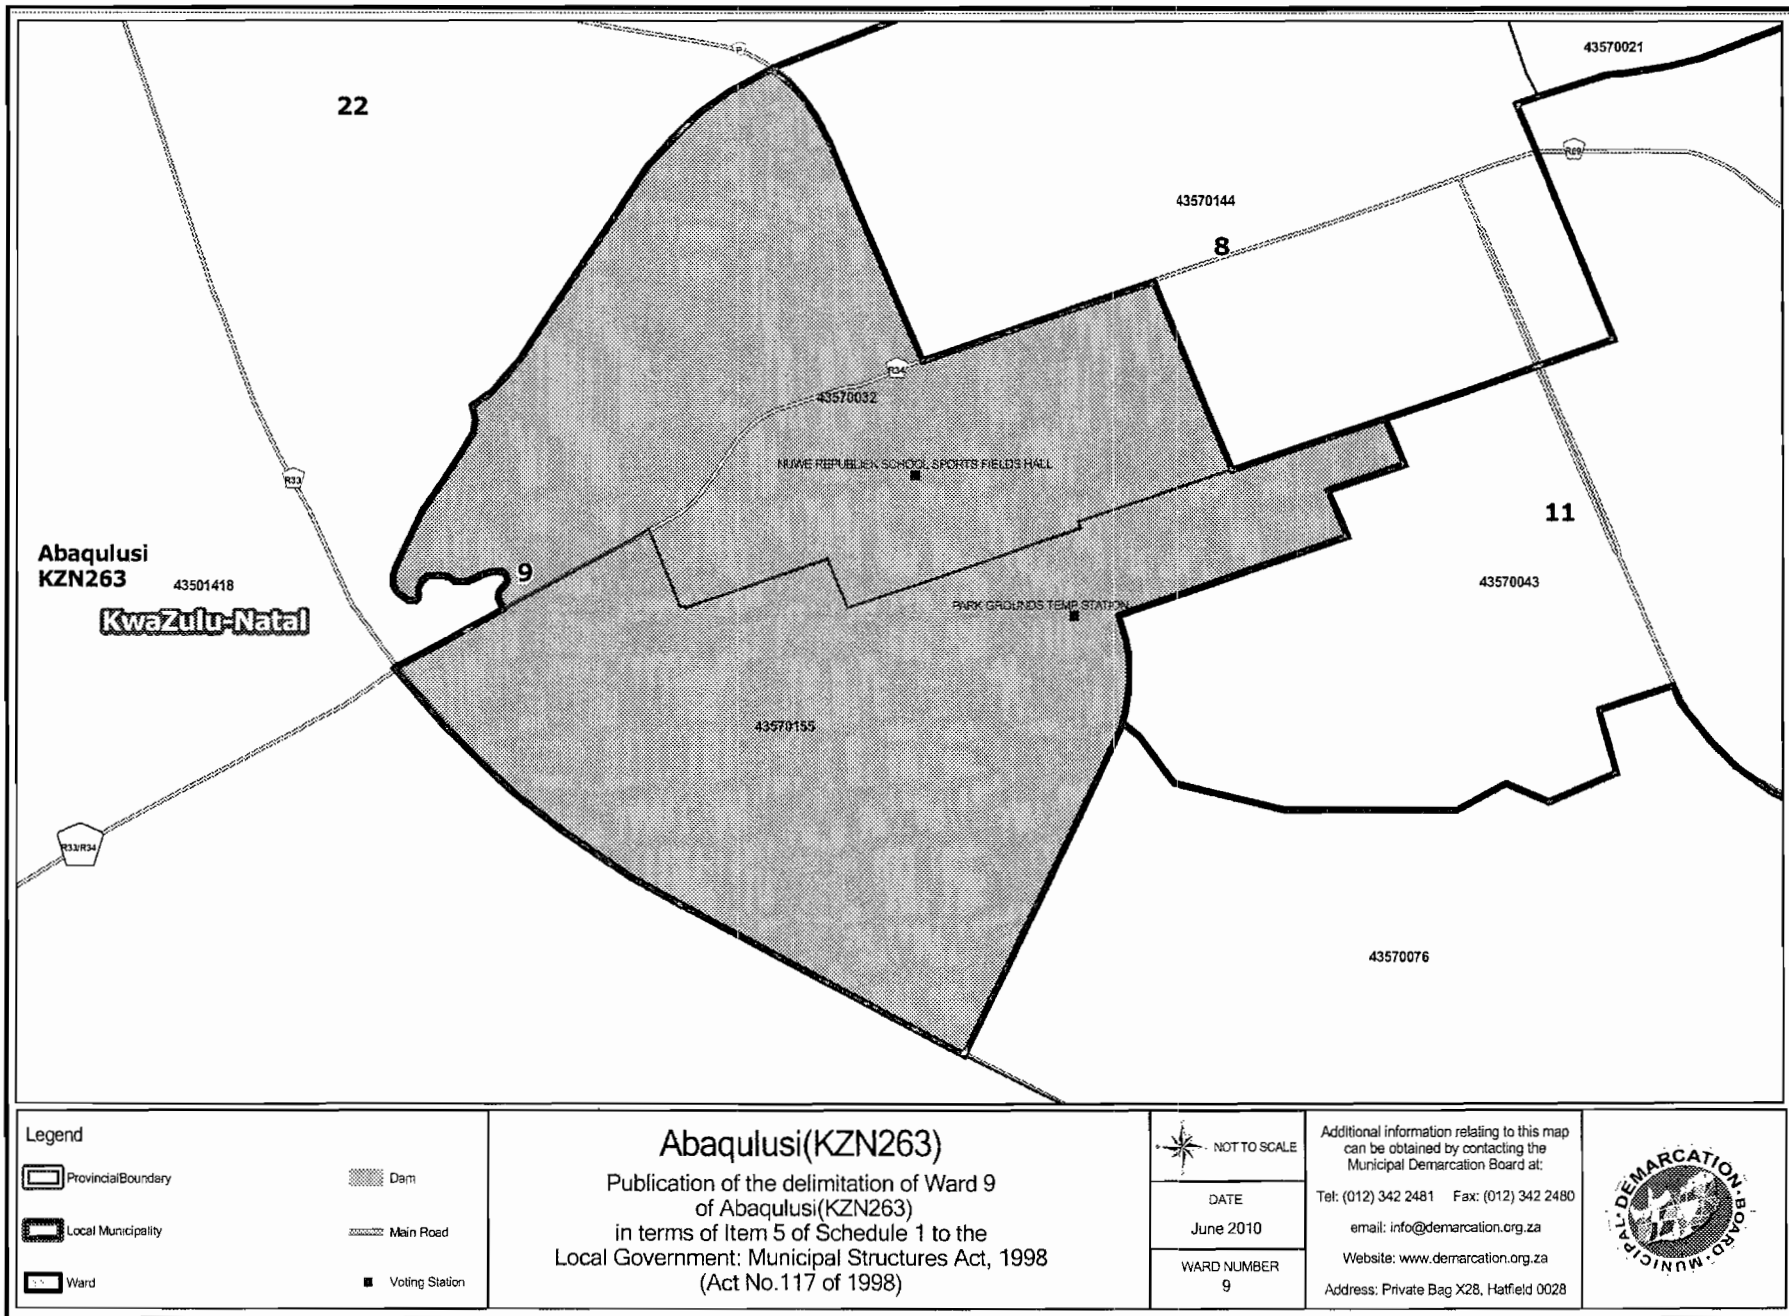 43570021
22
P
R69
43570144
8
R34
43570032
NUWE REPUBLIEK SCHOOL SPORTS FIELDS HALL
R33
11
Abaqulusi
KZN263
43501418
9
43570043
KwaZulu-Natal
PARK GROUNDS TEMP STATION
43570155
R33/R34
43570076
Legend
ProvincialBoundary
Dam
Local Municipality
Main Road
Ward
Voting Station
Abaqulusi(KZN263)
Publication of the delimitation of Ward 9
of Abaqulusi(KZN263)
in terms of Item 5 of Schedule 1 to the
Local Government: Municipal Structures Act, 1998
(Act No.117 of 1998)
NOT TO SCALE
DATE
June 2010
WARD NUMBER
9
Additional information relating to this map
can be obtained by contacting the
Municipal Demarcation Board at:
Tel: (012) 342 2481 Fax: (012) 342 2480
email: info@demarcation.org.za
Website: www.demarcation.org.za
Address: Private Bag X28, Hatfield 0028
MUNICIPAL DEMARCATION BOARD